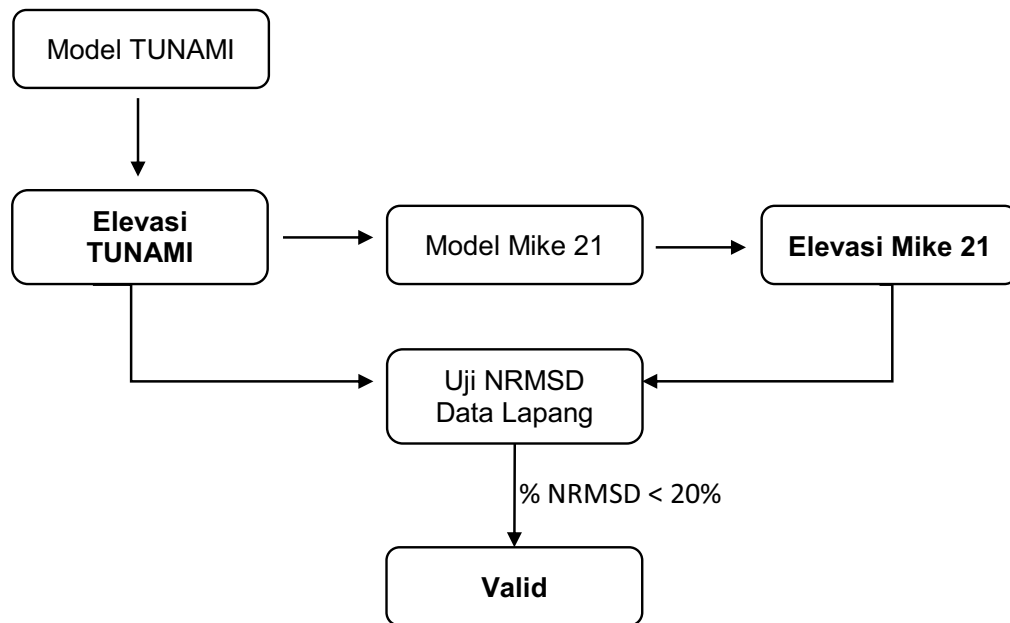 Model TUNAMI
Elevasi
TUNAMI
Model Mike 21
Elevasi Mike 21
Uji NRMSD
Data Lapang
% NRMSD < 20%
Valid